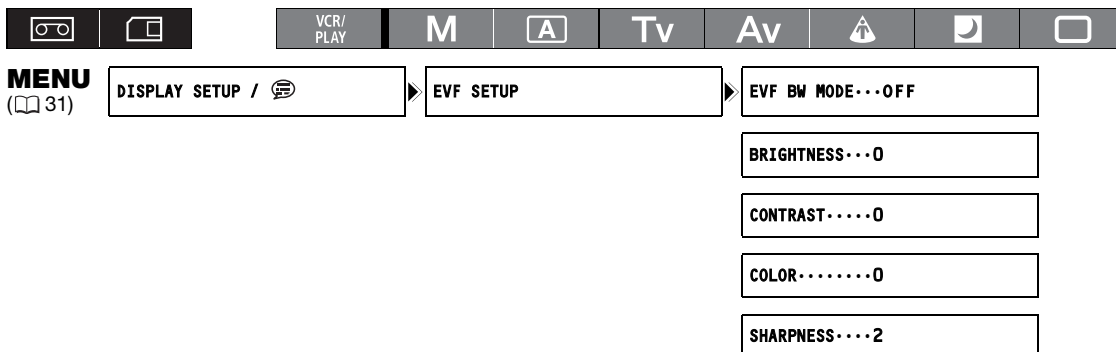 VCR/
PLAY
M A Tv Av
MENU
(31)
DISPLAY SETUP /
EVF SETUP
EVF BW MODE···OFF
BRIGHTNESS···0
CONTRAST·····0
COLOR········0
SHARPNESS····2